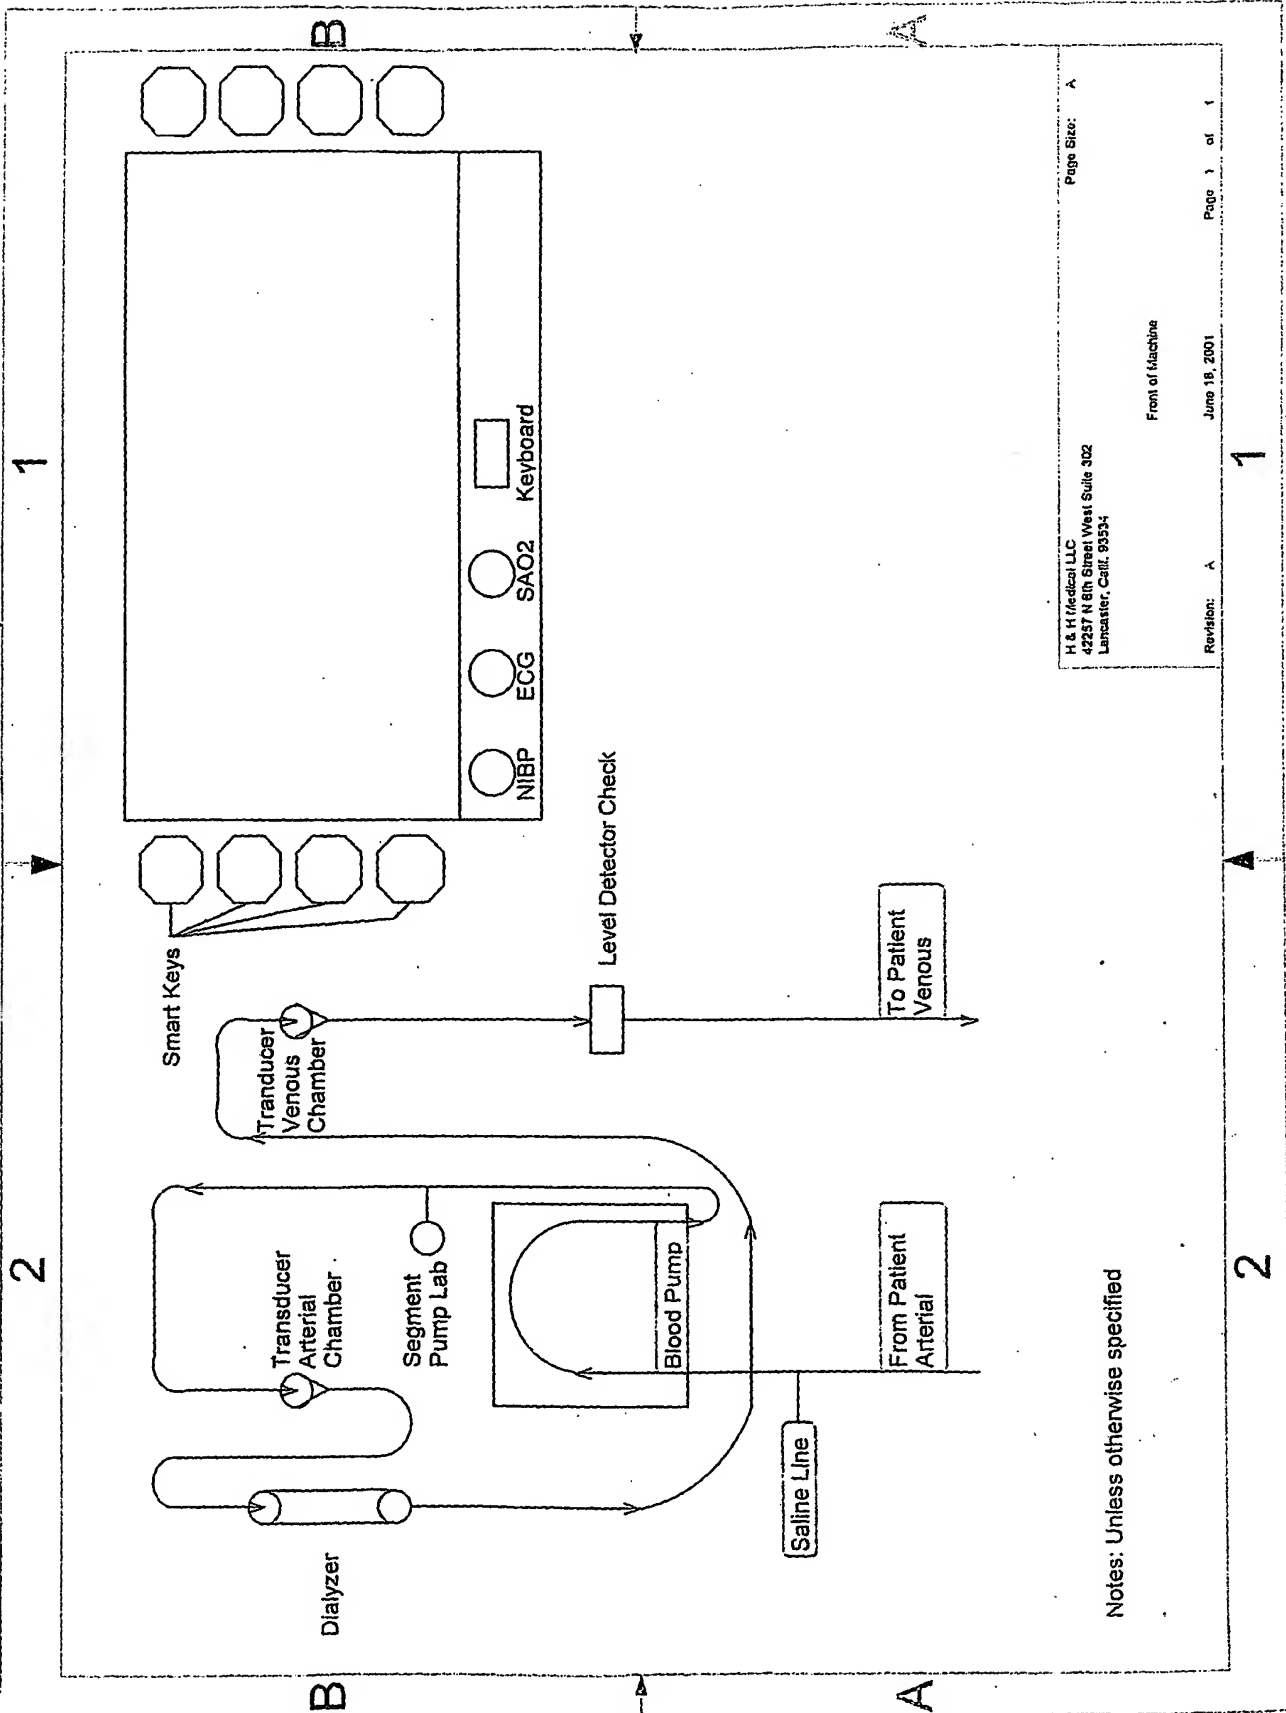 2
1
B
B
Dialyzer
Transducer
Arterial
Chamber
Segment
Pump Lab
Blood Pump
Tranducer
Venous
Chamber
Smart Keys
NIBP
ECG
SAO2
Keyboard
Level Detector Check
Saline Line
From Patient
Arterial
To Patient
Venous
A
A
Notes: Unless otherwise specified
H & H Medical LLC
42257 N 6th Street West Suite 302
Lancaster, Calif. 93534
Page Size: A
Front of Machine
Revision: A
June 18, 2001
Page 1 of 1
2
1